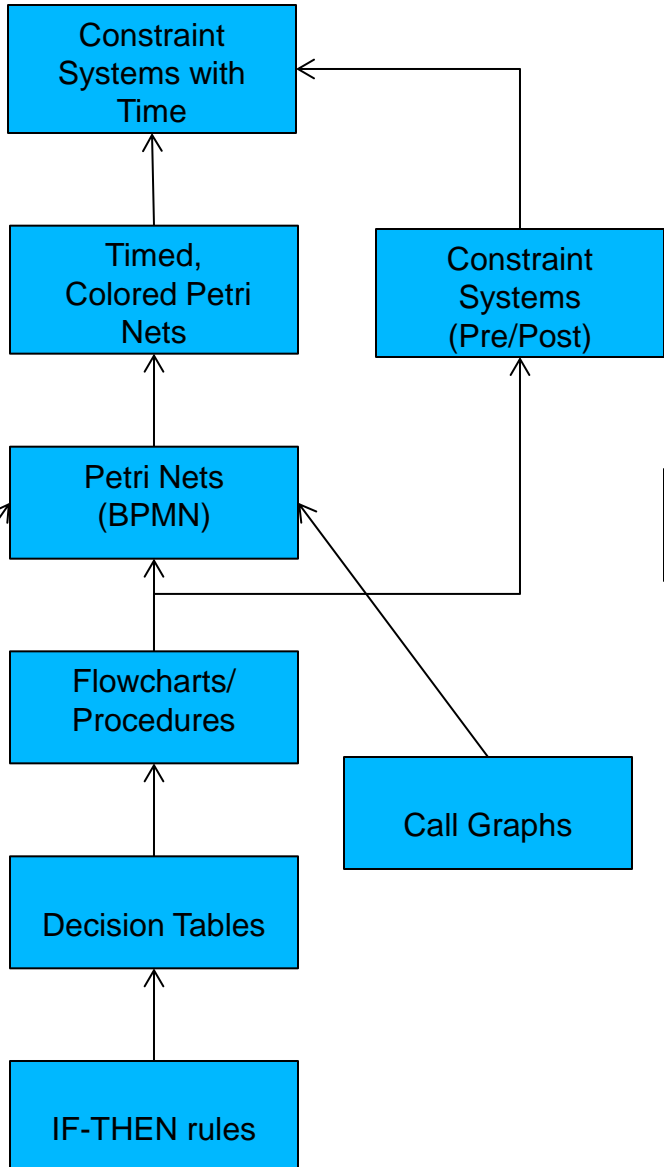 Constraint
Systems with
Time
Timed,
Colored Petri
Nets
Constraint
Systems
(Pre/Post)
Petri Nets
(BPMN)
Flowcharts/
Procedures
Call Graphs
Decision Tables
IF-THEN rules